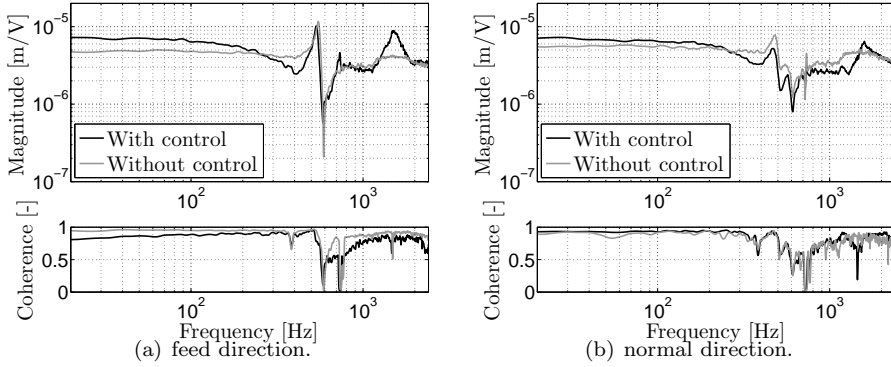 10^-5
10^-6
10^-7
Magnitude [m/V]
With control
Without control
10^2
10^3
1
0.5
0
Coherence [-]
10^2
10^3
Frequency [Hz]
(a) feed direction.
10^-5
10^-6
10^-7
Magnitude [m/V]
With control
Without control
10^2
10^3
1
0.5
0
Coherence [-]
10^2
10^3
Frequency [Hz]
(b) normal direction.